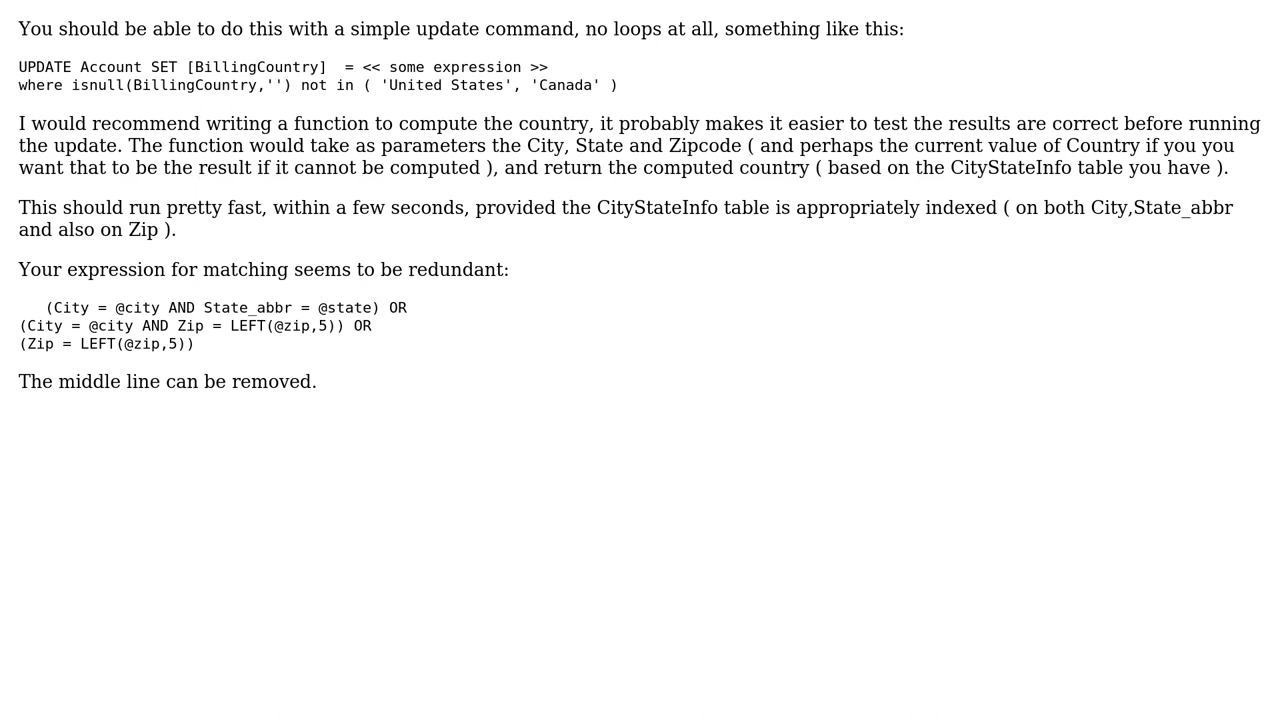 You should be able to do this with a simple update command, no loops at all, something like this:
UPDATE Account SET [BillingCountry]  = << some expression >>
where isnull(BillingCountry,'') not in ( 'United States', 'Canada' )
I would recommend writing a function to compute the country, it probably makes it easier to test the results are correct before running
the update. The function would take as parameters the City, State and Zipcode ( and perhaps the current value of Country if you you
want that to be the result if it cannot be computed ), and return the computed country ( based on the CityStateInfo table you have ).
This should run pretty fast, within a few seconds, provided the CityStateInfo table is appropriately indexed ( on both City,State_abbr
and also on Zip ).
Your expression for matching seems to be redundant:
   (City = @city AND State_abbr = @state) OR
(City = @city AND Zip = LEFT(@zip,5)) OR
(Zip = LEFT(@zip,5))
The middle line can be removed.